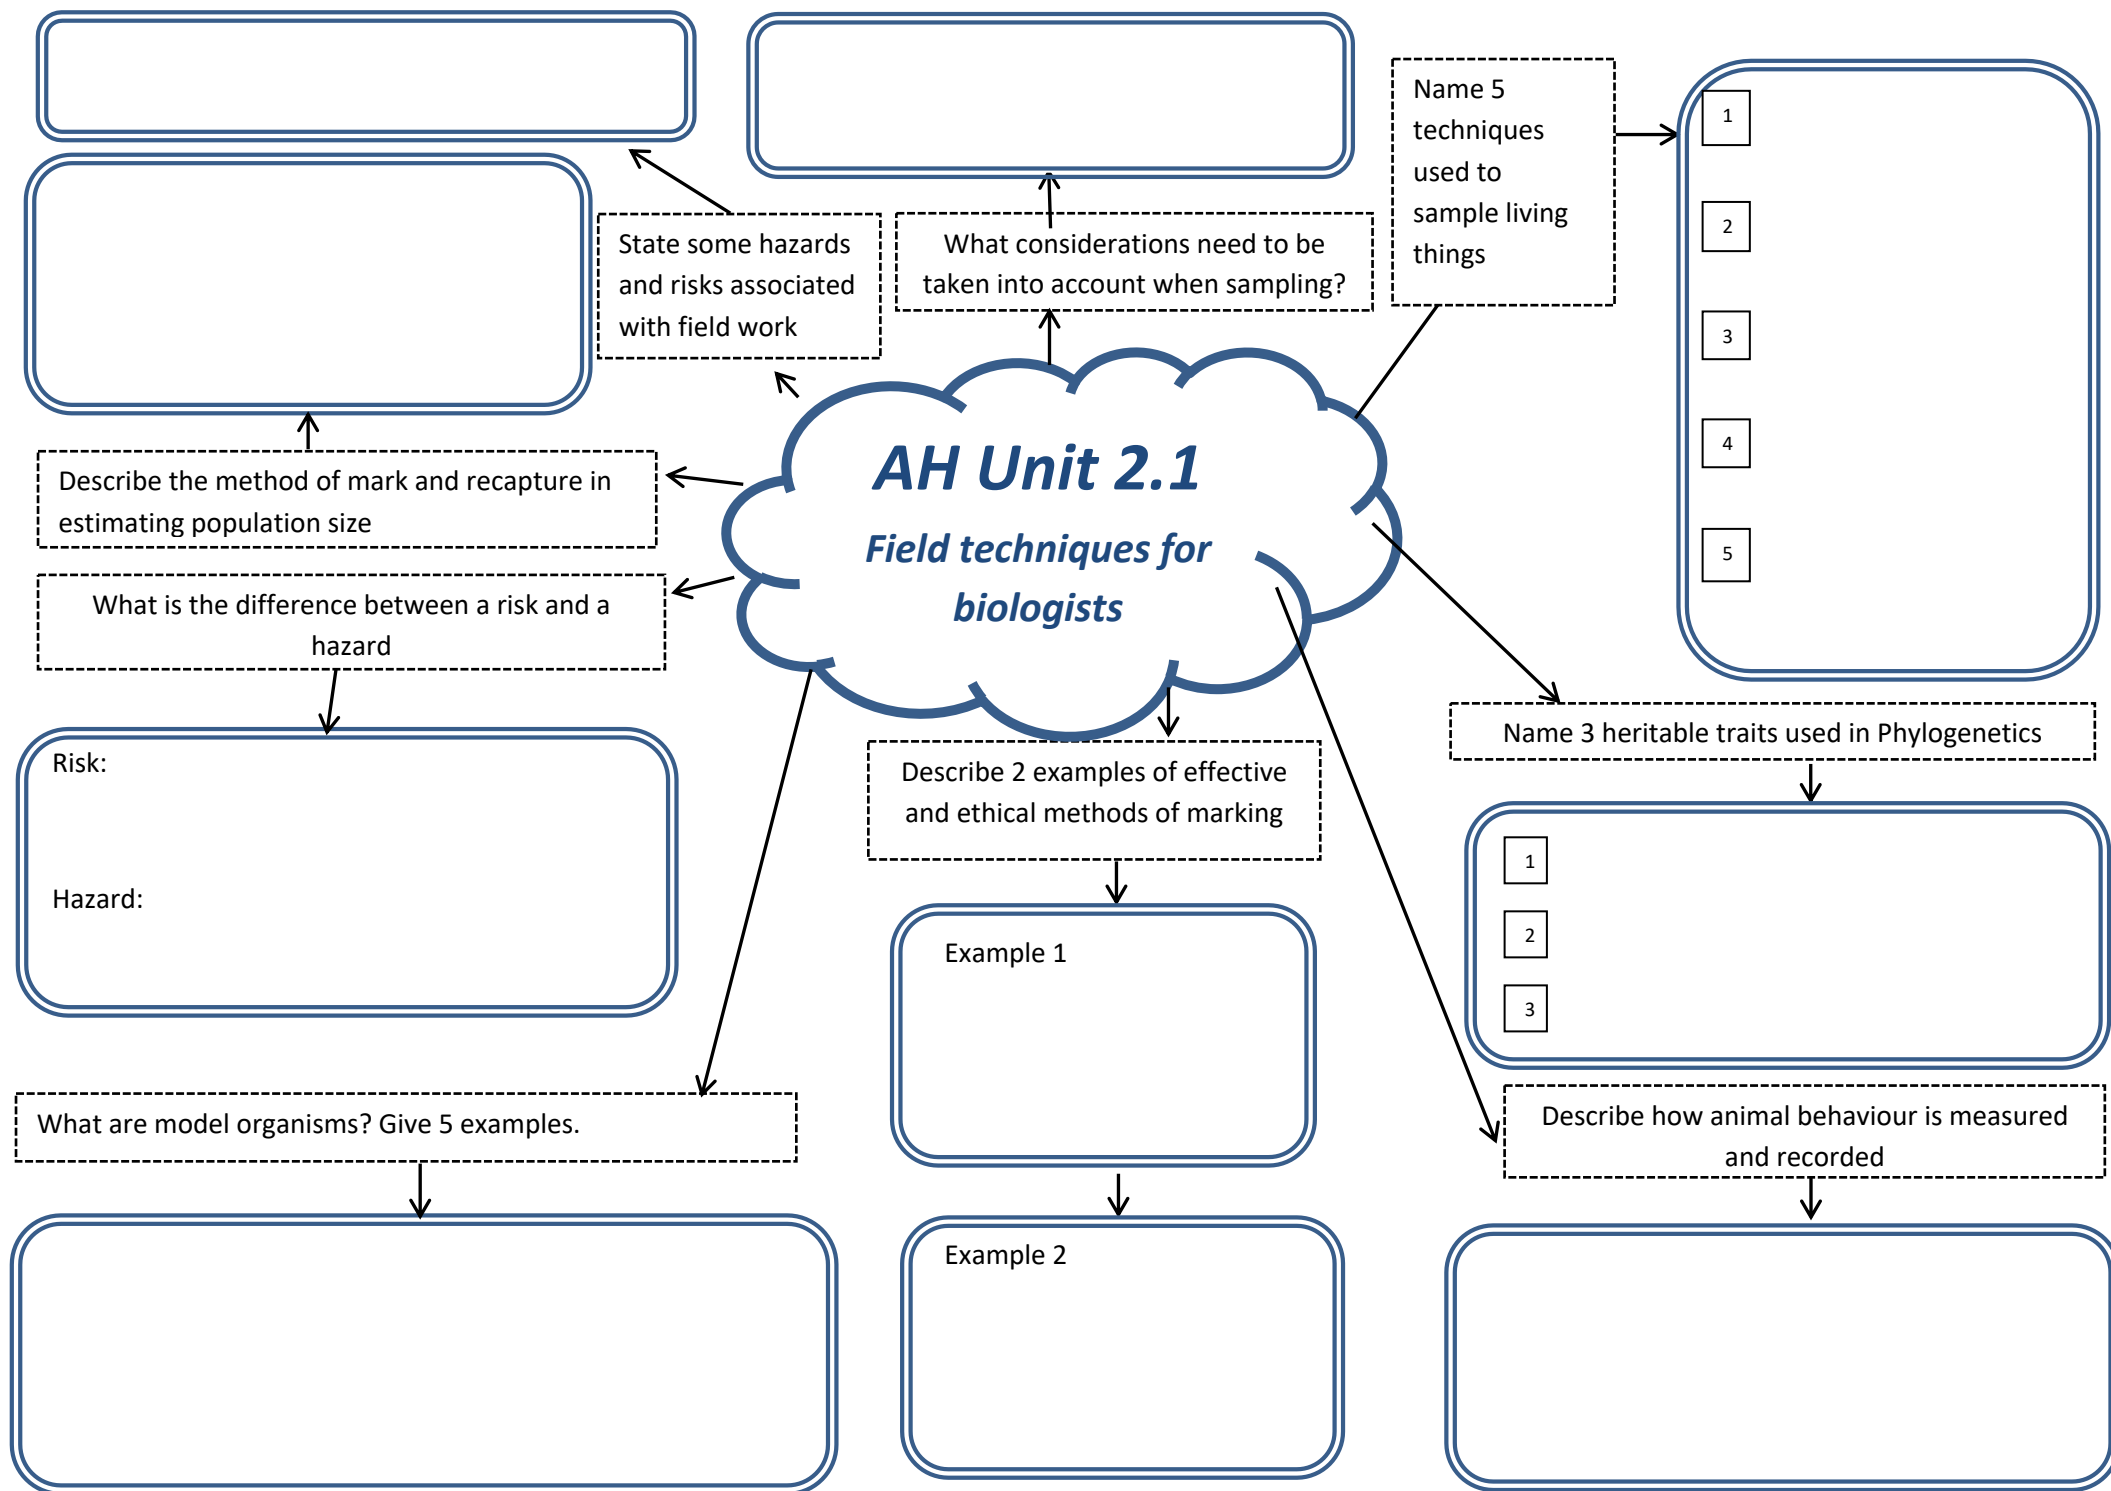 State some hazards
and risks associated
with field work
What considerations need to be
taken into account when sampling?
Name 5
techniques
used to
sample living
things
1
2
3
4
5
Describe the method of mark and recapture in
estimating population size
AH Unit 2.1
Field techniques for
biologists
What is the difference between a risk and a
hazard
Risk:
Hazard:
Describe 2 examples of effective
and ethical methods of marking
Example 1
Example 2
Name 3 heritable traits used in Phylogenetics
1
2
3
What are model organisms? Give 5 examples.
Describe how animal behaviour is measured
and recorded